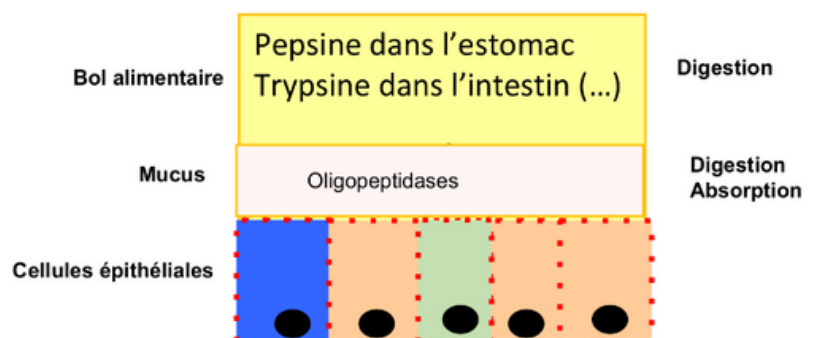 Pepsine dans l'estomac
Bol alimentaire
Trypsine dans l'intestin (...)
Digestion
Mucus
Oligopeptidases
Digestion
Absorption
Cellules épithéliales